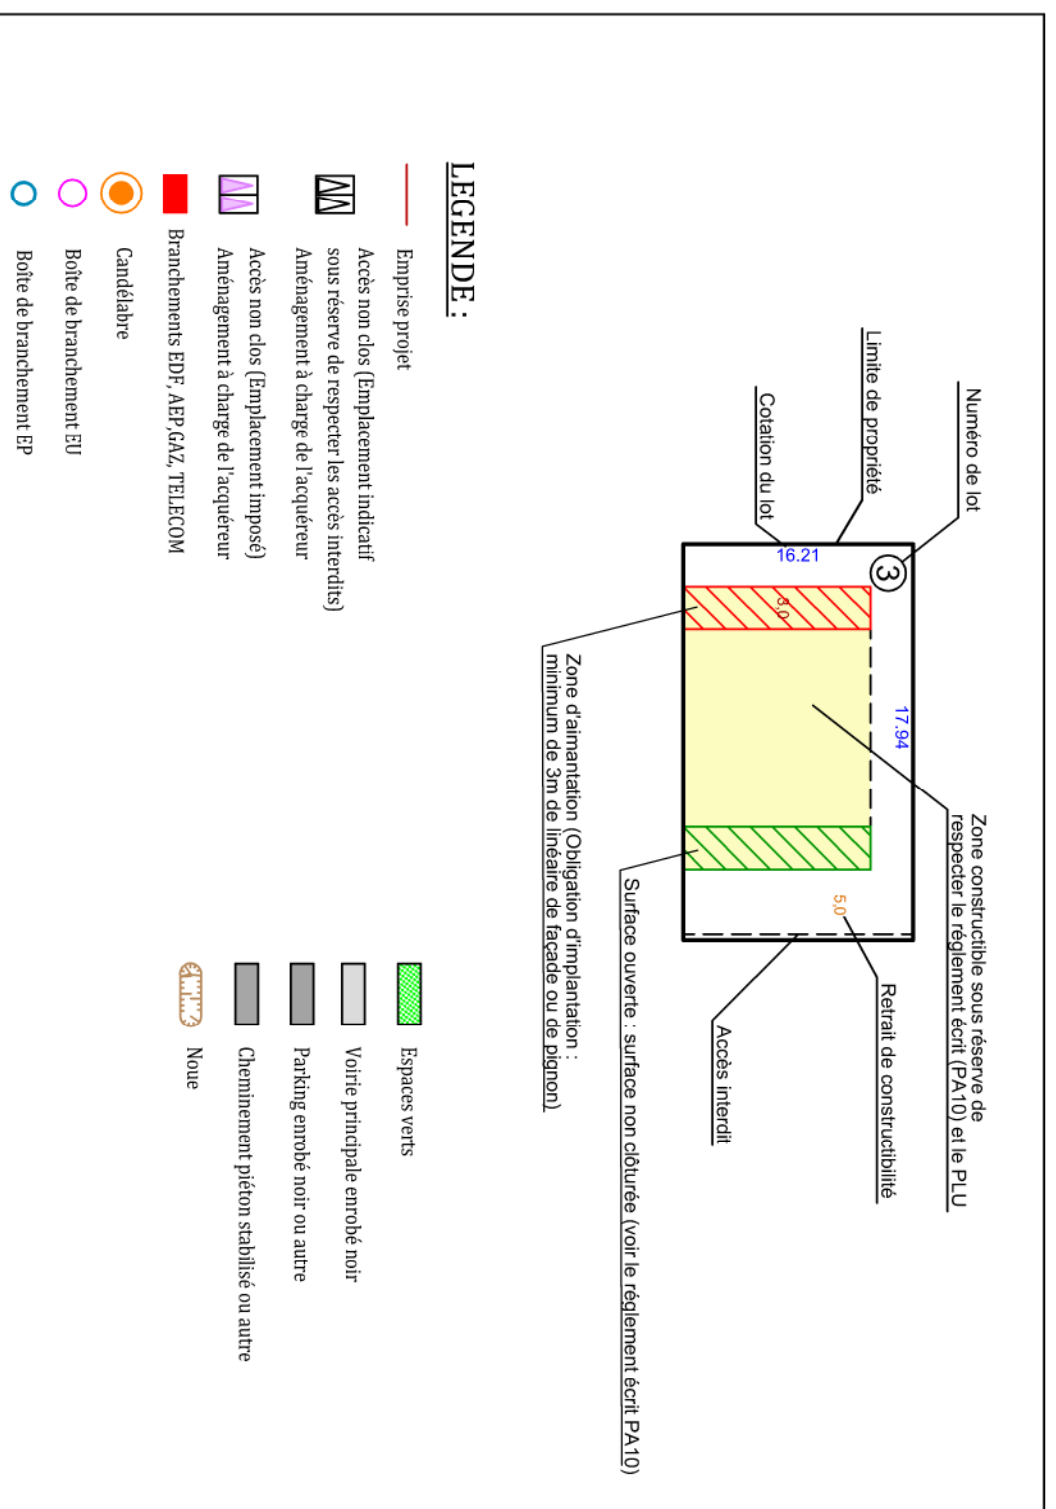 Numéro de lot
Limite de propriété
Cotation du lot
3
16.21
17.94
3,0
5,0
Zone constructible sous réserve de
respecter le réglement écrit (PA10) et le PLU
Retrait de constructibilité
Accès interdit
Surface ouverte : surface non clôturée (voir le réglement écrit PA10)
Zone d'aimantation (Obligation d'implantation :
minimum de 3m de linéaire de façade ou de pignon)
LEGENDE :
Emprise projet
Accès non clos (Emplacement indicatif
sous réserve de respecter les accès interdits)
Aménagement à charge de l'acquéreur
Accès non clos (Emplacement imposé)
Aménagement à charge de l'acquéreur
Branchements EDF, AEP,GAZ, TELECOM
Candélabre
Boîte de branchement EU
Boîte de branchement EP
Espaces verts
Voirie principale enrobé noir
Parking enrobé noir ou autre
Cheminement piéton stabilisé ou autre
Noue